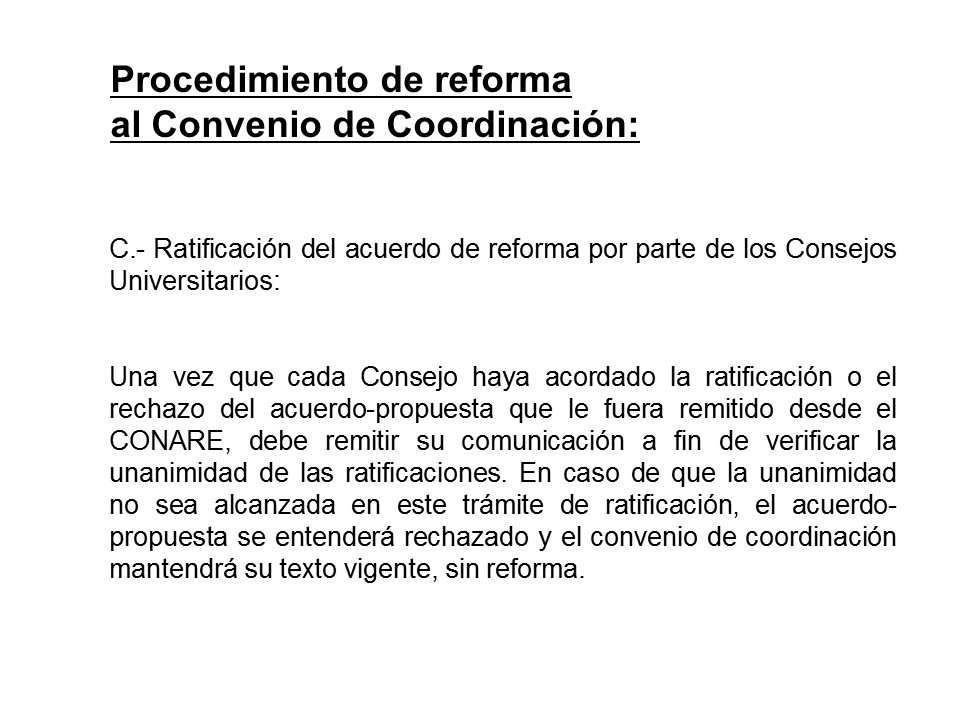 Procedimiento de reforma
al Convenio de Coordinación:
C.- Ratificación del acuerdo de reforma por parte de los Consejos
Universitarios:
Una vez que cada Consejo haya acordado la ratificación o el
rechazo del acuerdo-propuesta que le fuera remitido desde el
CONARE, debe remitir su comunicación a fin de verificar la
unanimidad de las ratificaciones. En caso de que la unanimidad
no sea alcanzada en este trámite de ratificación, el acuerdo-
propuesta se entenderá rechazado y el convenio de coordinación
mantendrá su texto vigente, sin reforma.